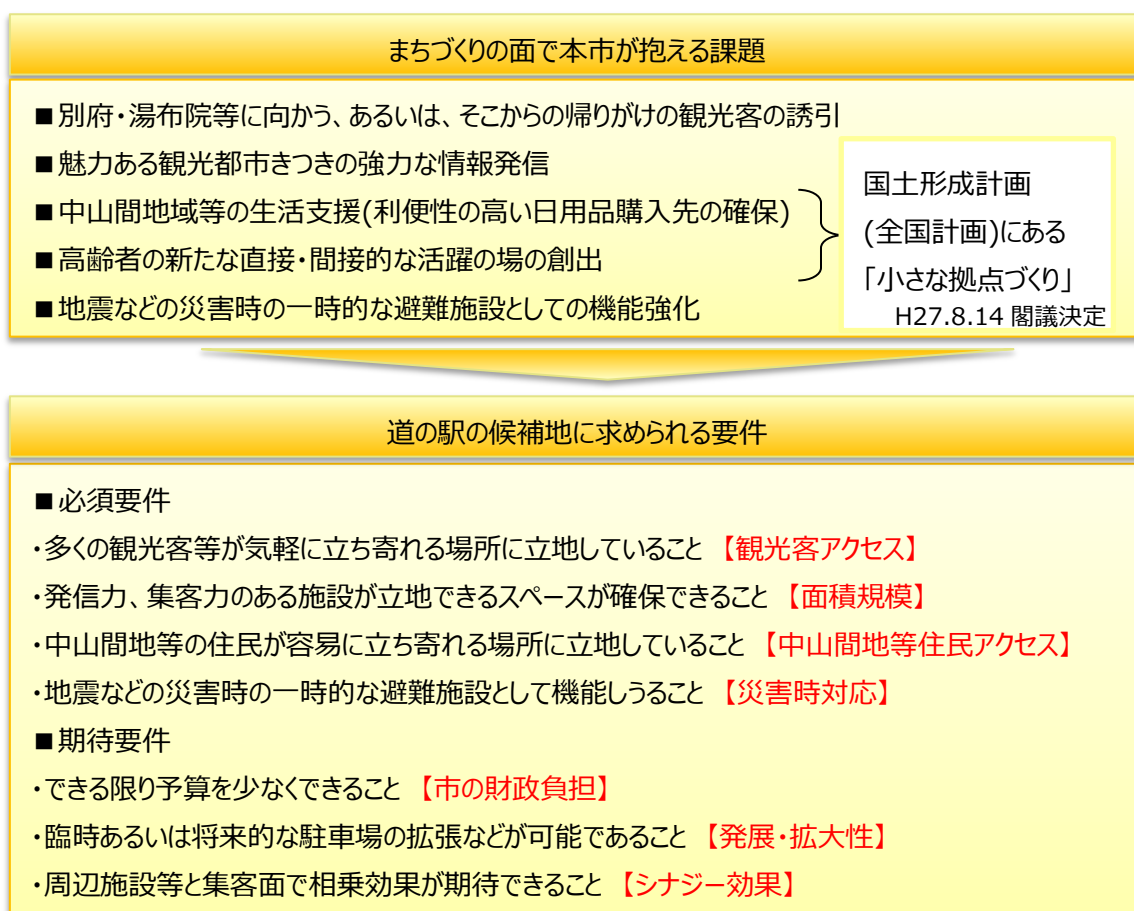 まちづくりの面で本市が抱える課題
■別府・湯布院等に向かう、あるいは、そこからの帰りがけの観光客の誘引
■魅力ある観光都市きつきの強力な情報発信
■中山間地域等の生活支援(利便性の高い日用品購入先の確保)
■高齢者の新たな直接・間接的な活躍の場の創出
■地震などの災害時の一時的な避難施設としての機能強化
国土形成計画
(全国計画)にある
「小さな拠点づくり」
H27.8.14 閣議決定
道の駅の候補地に求められる要件
■必須要件
・多くの観光客等が気軽に立ち寄れる場所に立地していること 【観光客アクセス】
・発信力、集客力のある施設が立地できるスペースが確保できること 【面積規模】
・中山間地等の住民が容易に立ち寄れる場所に立地していること 【中山間地等住民アクセス】
・地震などの災害時の一時的な避難施設として機能しうること 【災害時対応】
■期待要件
・できる限り予算を少なくできること 【市の財政負担】
・臨時あるいは将来的な駐車場の拡張などが可能であること 【発展・拡大性】
・周辺施設等と集客面で相乗効果が期待できること 【シナジー効果】